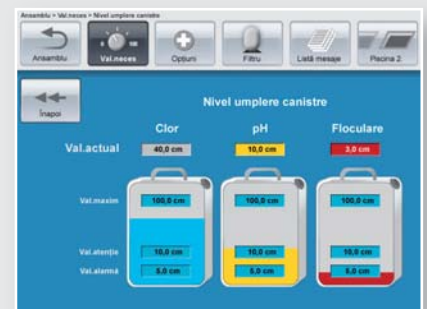 Ansamblu > Val.neces > Nivel umplere canistre
Ansamblu Val.neces Opțiuni Filtru Listă mesaje Piscina 2
Înapoi
Nivel umplere canistre
Clor pH Floculare
Val.actual 40,0 cm 10,0 cm 3,0 cm
Val.maxim 100,0 cm 100,0 cm 100,0 cm
Val.atenție 10,0 cm 10,0 cm 10,0 cm
Val.alarmă 5,0 cm 5,0 cm 5,0 cm